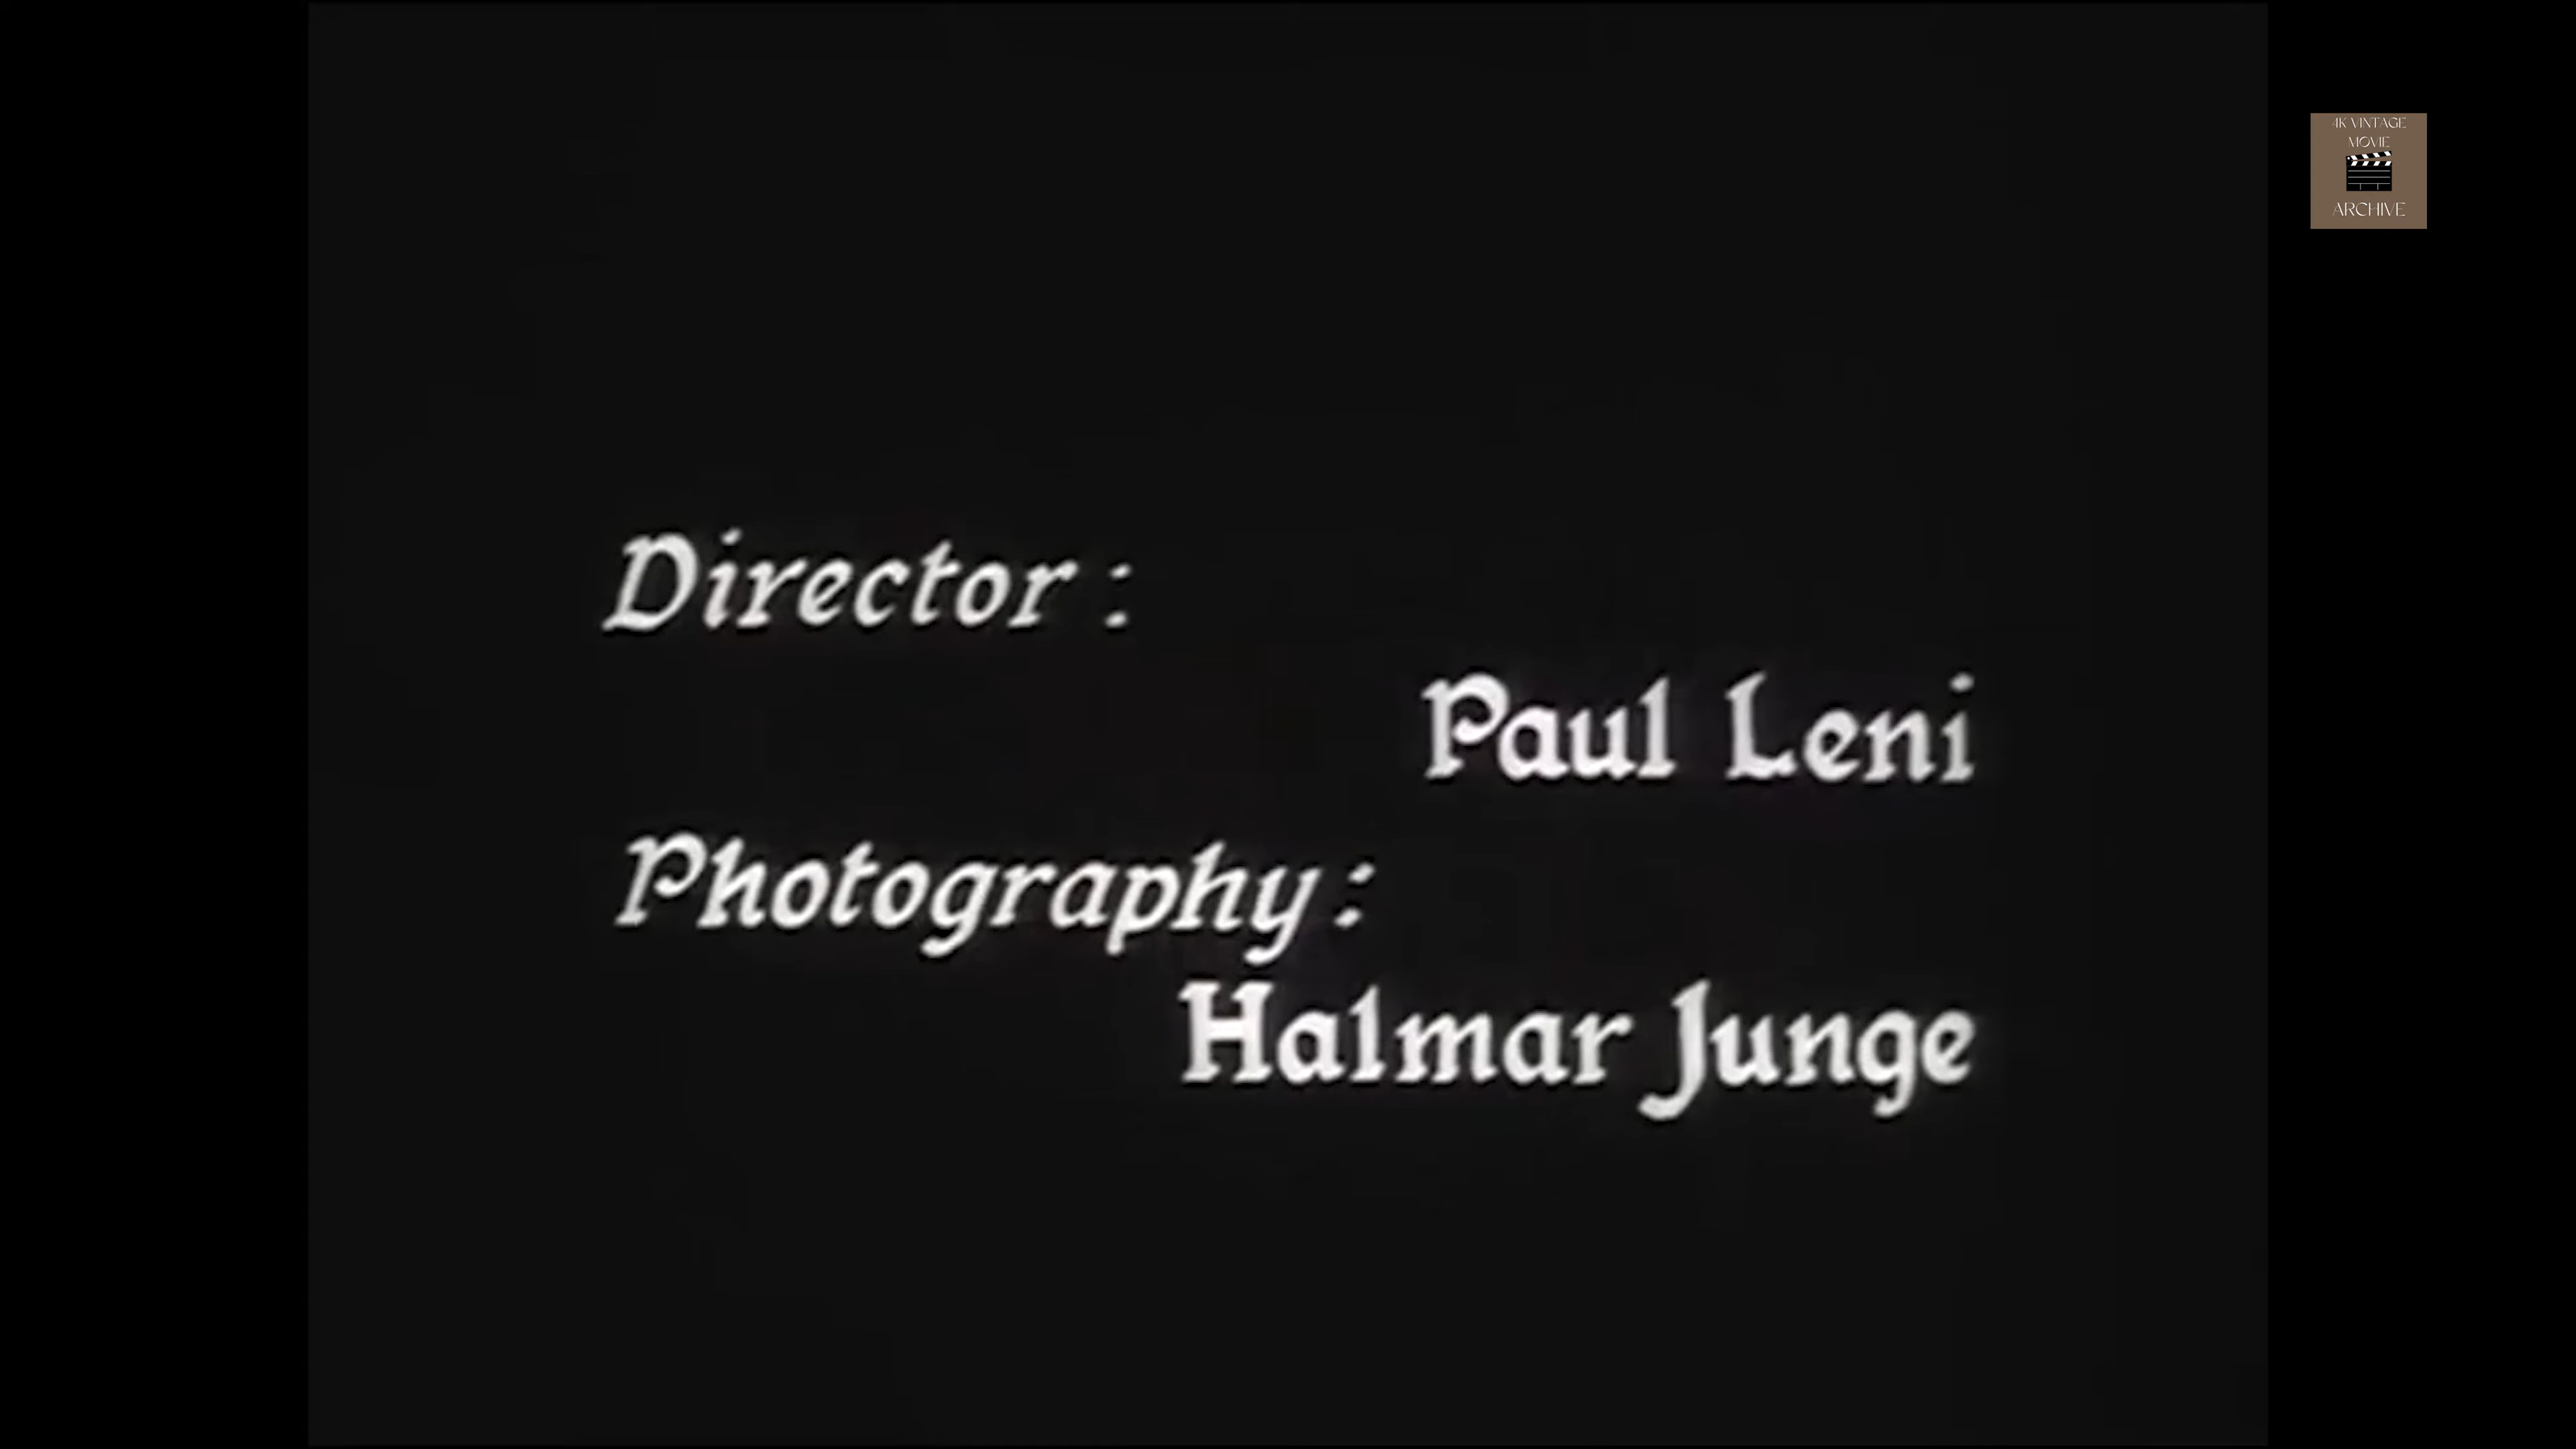 4K VINTAGE
MOVIE
ARCHIVE
Director :
Paul Leni
Photography :
Halmar Junge